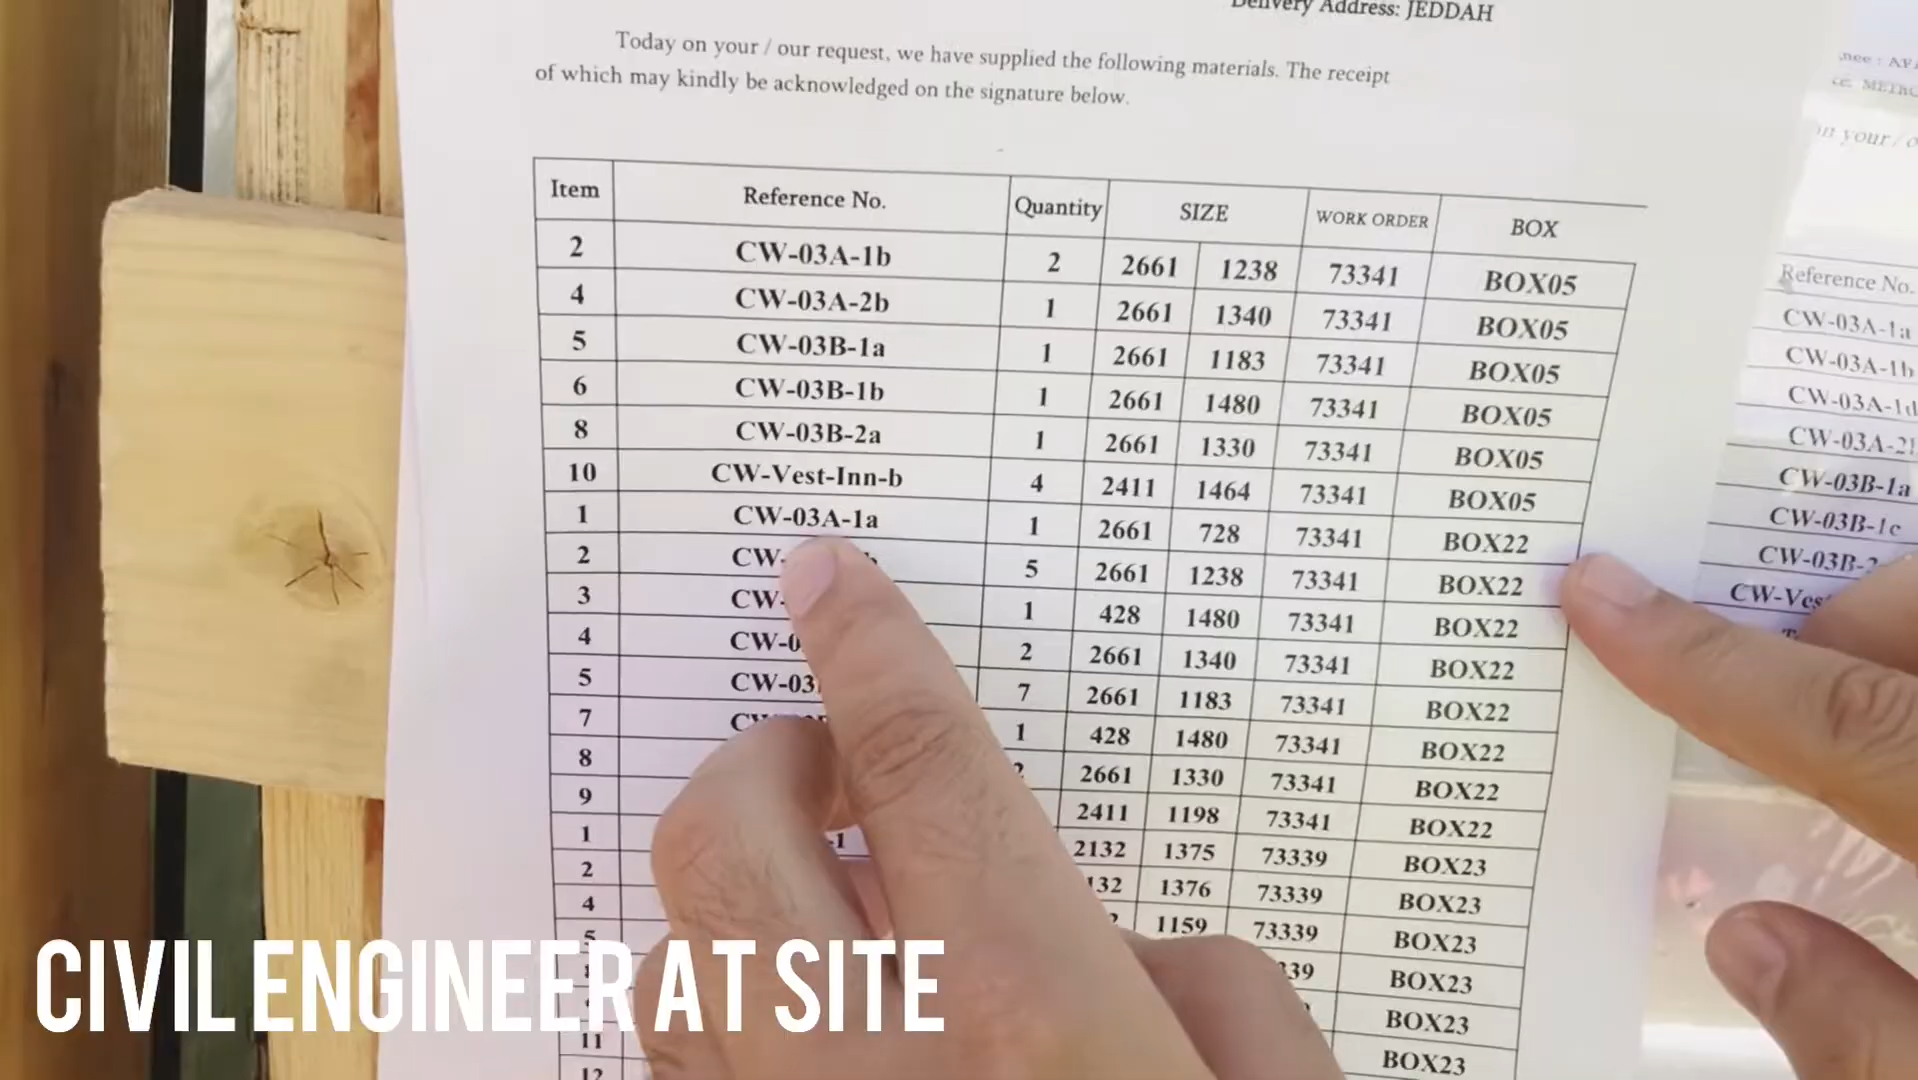 Delivery Address: JEDDAH
Today on your / our request, we have supplied the following materials. The receipt
of which may kindly be acknowledged on the signature below.
Item Reference No. Quantity SIZE WORK ORDER BOX
2 CW-03A-1b 2 2661 1238 73341 BOX05
4 CW-03A-2b 1 2661 1340 73341 BOX05
5 CW-03B-1a 1 2661 1183 73341 BOX05
6 CW-03B-1b 1 2661 1480 73341 BOX05
8 CW-03B-2a 1 2661 1330 73341 BOX05
10 CW-Vest-Inn-b 4 2411 1464 73341 BOX05
1 CW-03A-1a 1 2661 728 73341 BOX22
2 CW- 5 2661 1238 73341 BOX22
3 CW- 1 428 1480 73341 BOX22
4 CW-0 2 2661 1340 73341 BOX22
5 CW-03 7 2661 1183 73341 BOX22
7 1 428 1480 73341 BOX22
8 2661 1330 73341 BOX22
9 2411 1198 73341 BOX22
1 -1 2132 1375 73339 BOX23
2 132 1376 73339 BOX23
4 1159 73339 BOX23
5 39 BOX23
BOX23
11 BOX23
12
Reference No.
CW-03A-1a
CW-03A-1b
CW-03A-1d
CW-03A-2
CW-03B-1a
CW-03B-1c
CW-03B-2
CW-Ves
on your / o
CIVIL ENGINEER AT SITE